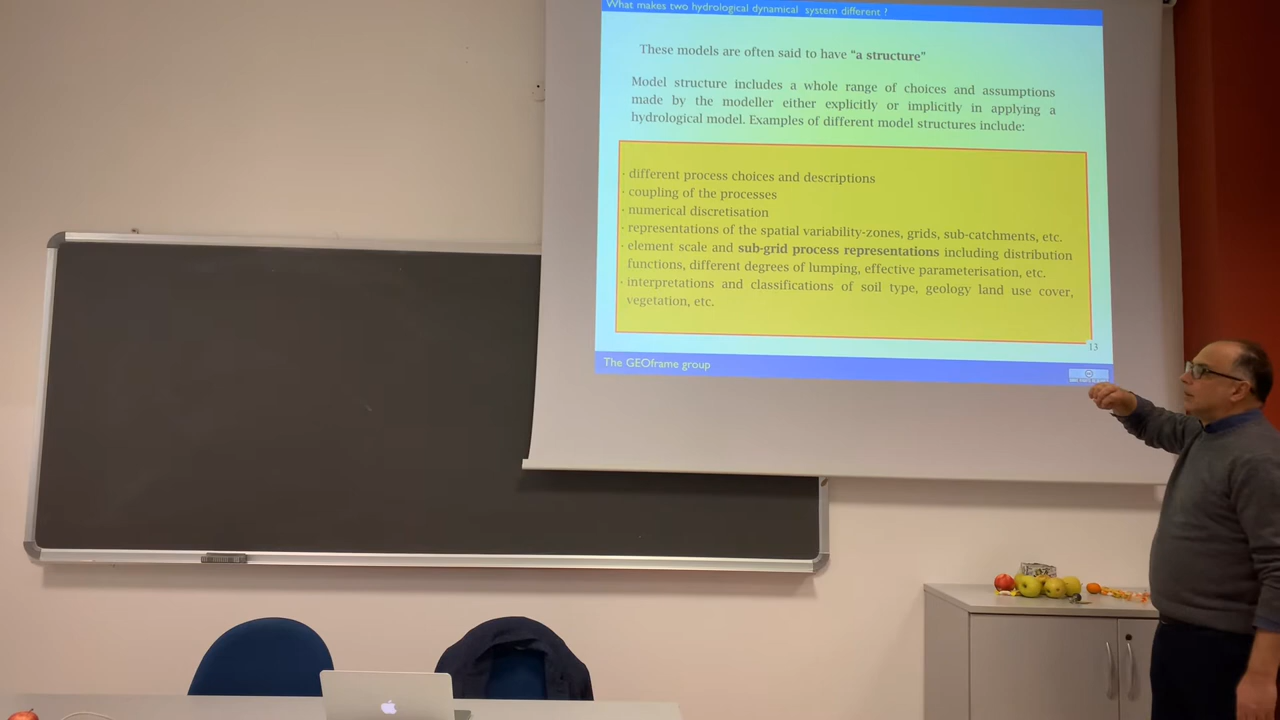 What makes two hydrological dynamical system different ?
These models are often said to have "a structure"
Model structure includes a whole range of choices and assumptions
made by the modeller either explicitly or implicitly in applying a
hydrological model. Examples of different model structures include:
· different process choices and descriptions
· coupling of the processes
· numerical discretisation
· representations of the spatial variability-zones, grids, sub-catchments, etc.
· element scale and sub-grid process representations including distribution
functions, different degrees of lumping, effective parameterisation, etc.
· interpretations and classifications of soil type, geology land use cover,
vegetation, etc.
13
The GEOframe group